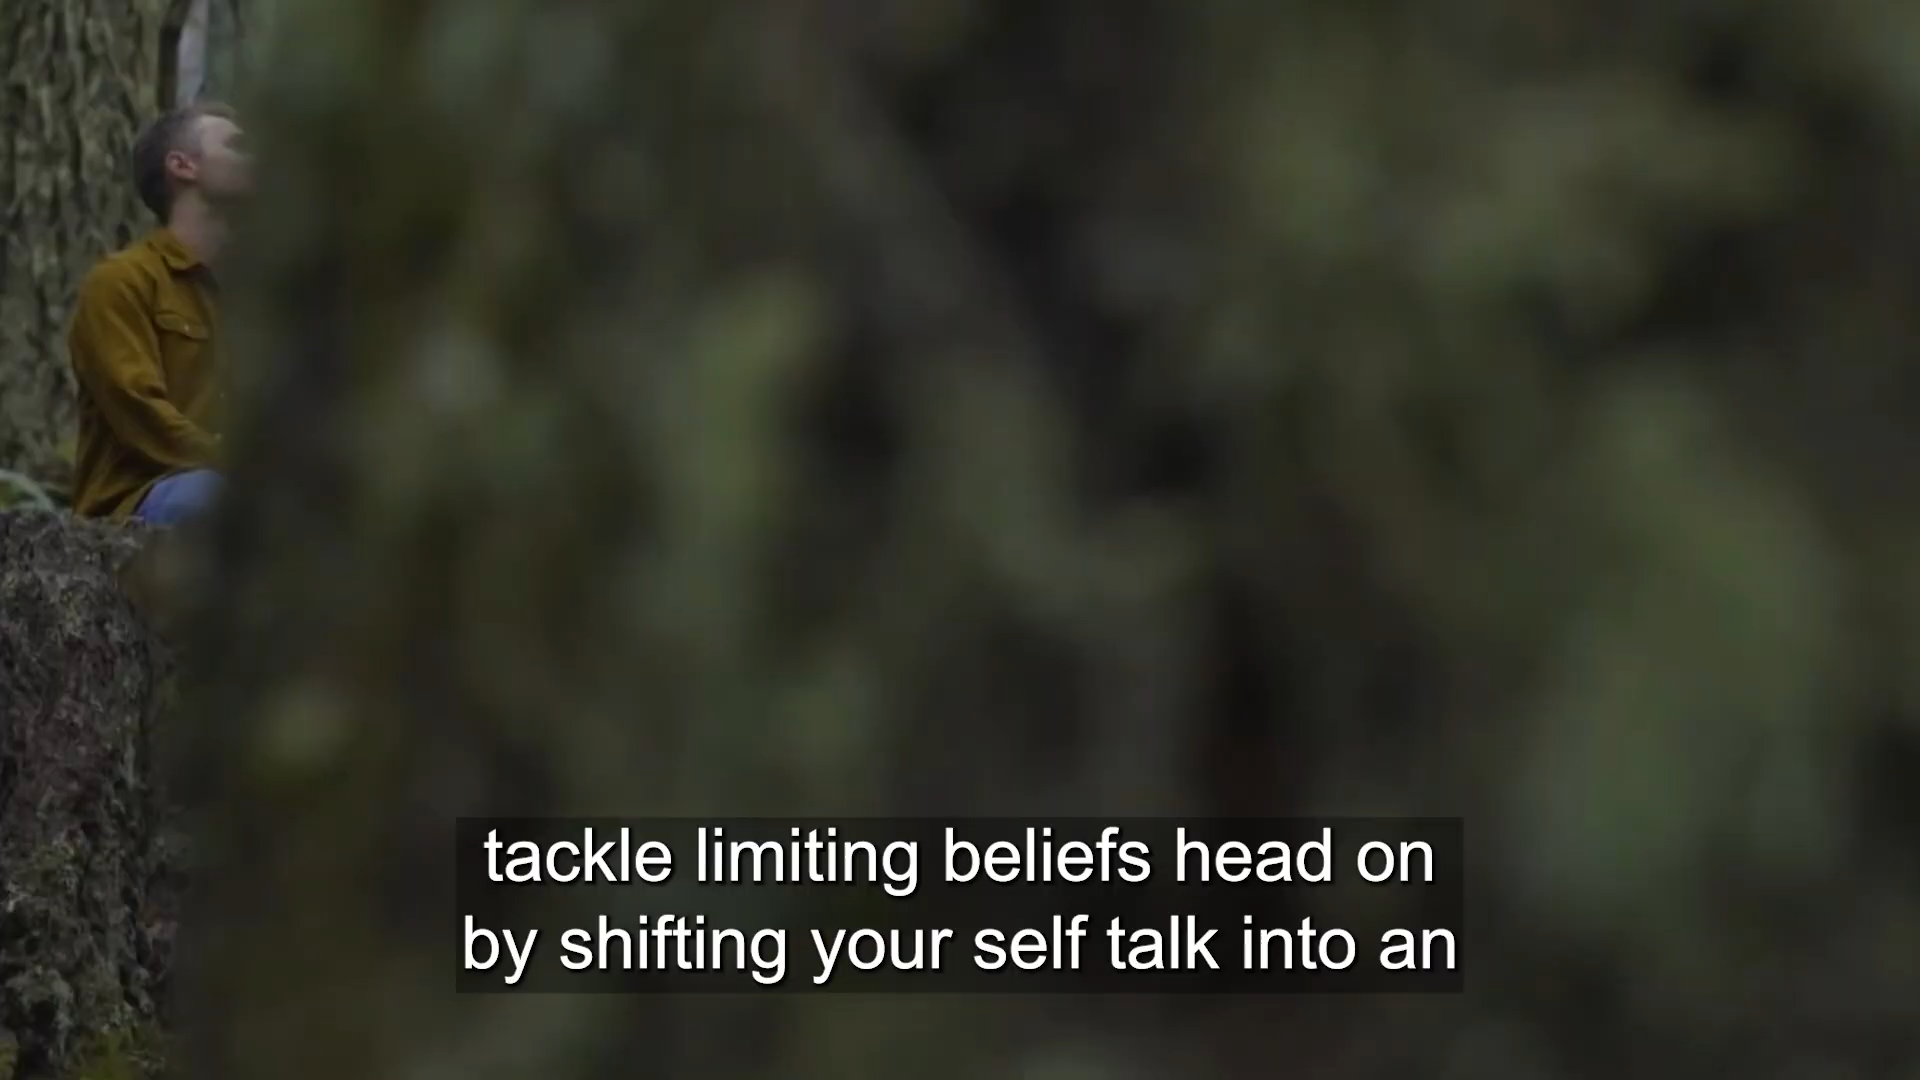 tackle limiting beliefs head on
by shifting your self talk into an